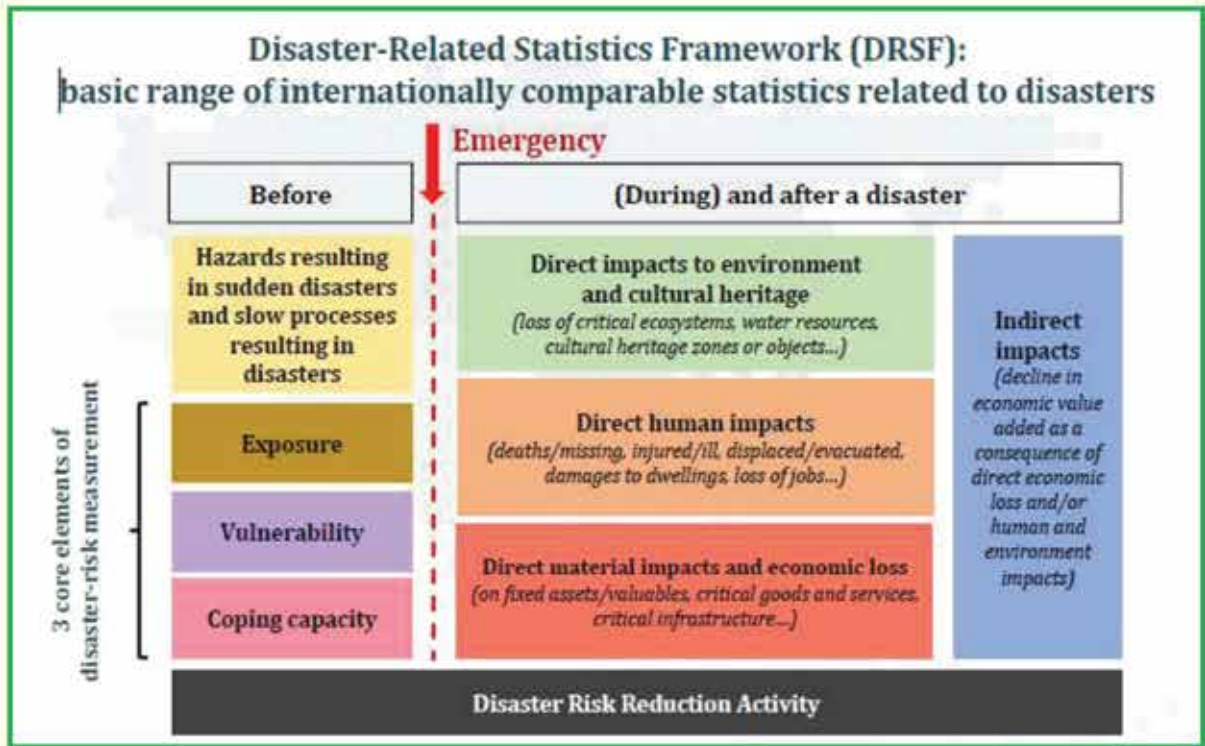 Disaster-Related Statistics Framework (DRSF):
basic range of internationally comparable statistics related to disasters
Emergency
Before
(During) and after a disaster
Hazards resulting
in sudden disasters
and slow processes
resulting in
disasters
3 core elements of
disaster-risk measurement
Exposure
Vulnerability
Coping capacity
Direct impacts to environment
and cultural heritage
(loss of critical ecosystems, water resources,
cultural heritage zones or objects...)
Direct human impacts
(deaths/missing, injured/ill, displaced/evacuated,
damages to dwellings, loss of jobs...)
Direct material impacts and economic loss
(on fixed assets/valuables, critical goods and services,
critical infrastructure...)
Indirect
impacts
(decline in
economic value
added as a
consequence of
direct economic
loss and/or
human and
environment
impacts)
Disaster Risk Reduction Activity